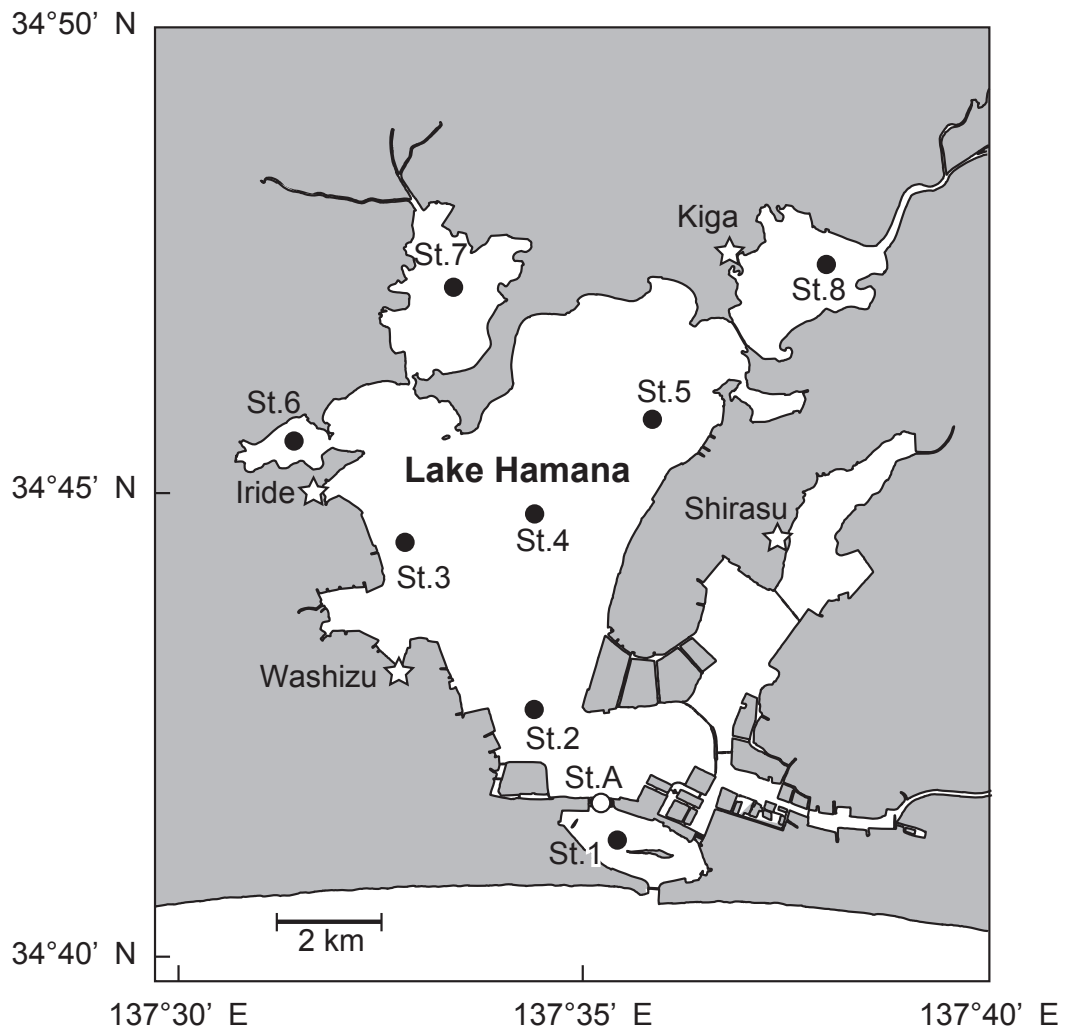 34°50' N
Kiga
St.7
St.8
St.5
St.6
Lake Hamana
34°45' N
Iride
Shirasu
St.4
St.3
Washizu
St.2
St.A
St.1
2 km
34°40' N
137°30' E
137°35' E
137°40' E